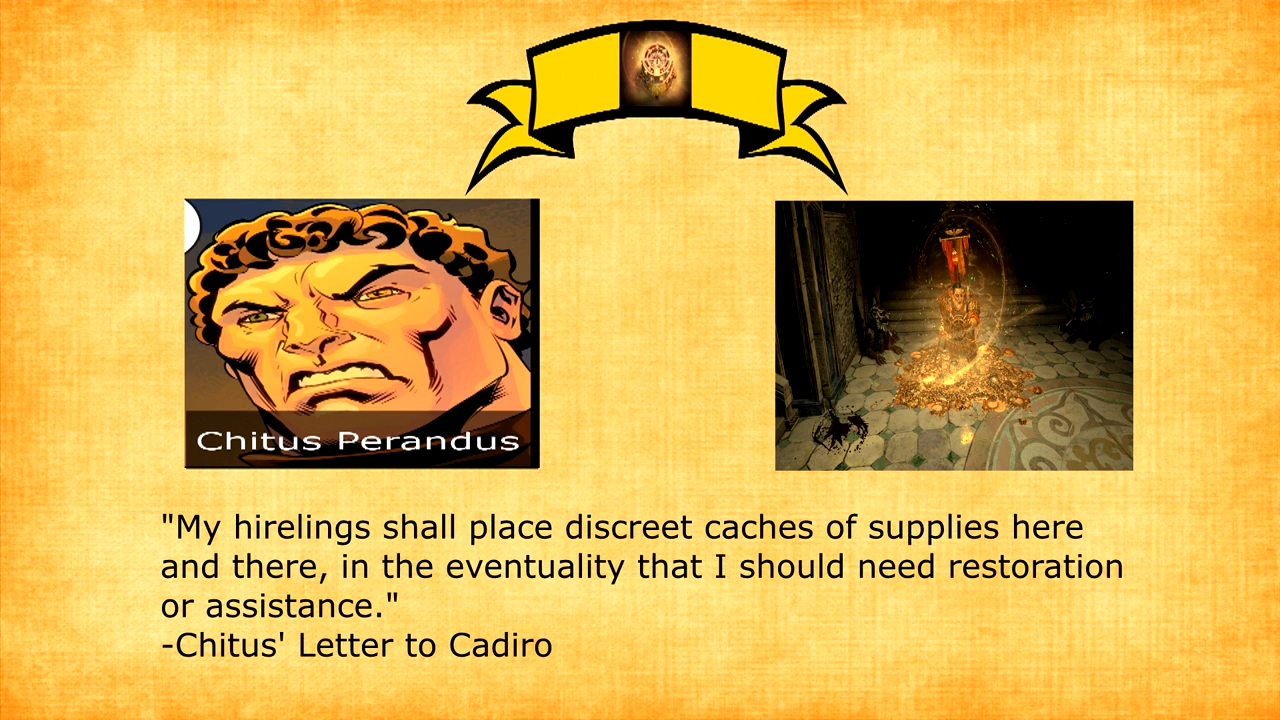 Chitus Perandus
"My hirelings shall place discreet caches of supplies here
and there, in the eventuality that I should need restoration
or assistance."
-Chitus' Letter to Cadiro